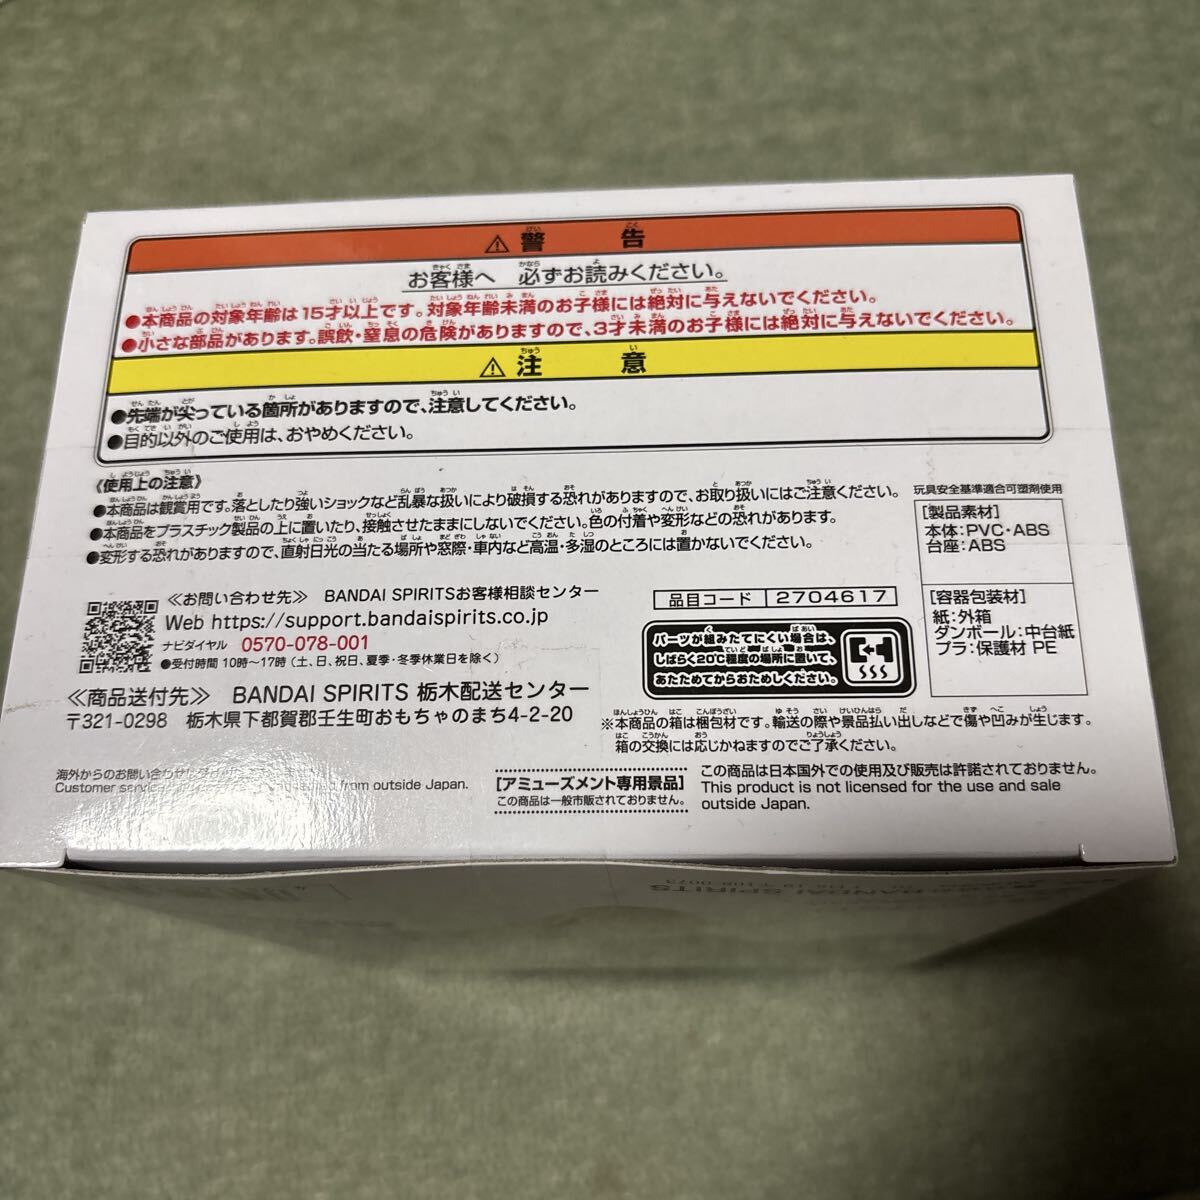 ⚠警告
お客様へ 必ずお読みください。
●本商品の対象年齢は15才以上です。対象年齢未満のお子様には絶対に与えないでください。
●小さな部品があります。誤飲・窒息の危険がありますので、3才未満のお子様には絶対に与えないでください。
⚠注意
●先端が尖っている箇所がありますので、注意してください。
●目的以外のご使用は、おやめください。
《使用上の注意》
●本商品は観賞用です。落としたり強いショックなど乱暴な扱いにより破損する恐れがありますので、お取り扱いにはご注意ください。
●本商品をプラスチック製品の上に置いたり、接触させたままにしないでください。色の付着や変形などの恐れがあります。
●変形する恐れがありますので、直射日光の当たる場所や窓際・車内など高温・多湿のところには置かないでください。
玩具安全基準適合可塑剤使用
[製品素材]
本体:PVC・ABS
台座:ABS
[容器包装材]
紙:外箱
ダンボール:中台紙
プラ:保護材 PE
≪お問い合わせ先≫ BANDAI SPIRITSお客様相談センター
Web https://support.bandaispirits.co.jp
ナビダイヤル 0570-078-001
●受付時間 10時〜17時(土、日、祝日、夏季・冬季休業日を除く)
≪商品送付先≫ BANDAI SPIRITS 栃木配送センター
〒321-0298 栃木県下都賀郡壬生町おもちゃのまち4-2-20
品目コード 2704617
パーツが組みたてにくい場合は、
しばらく20℃程度の場所に置いて、
あたためてからおためしください。
※本商品の箱は梱包材です。輸送の際や景品払い出しなどで傷や凹みが生じます。
箱の交換には応じかねますのでご了承ください。
海外からのお問い合わせ
Customer service from outside Japan.
[アミューズメント専用景品]
この商品は一般市販されておりません。
この商品は日本国外での使用及び販売は許諾されておりません。
This product is not licensed for the use and sale
outside Japan.